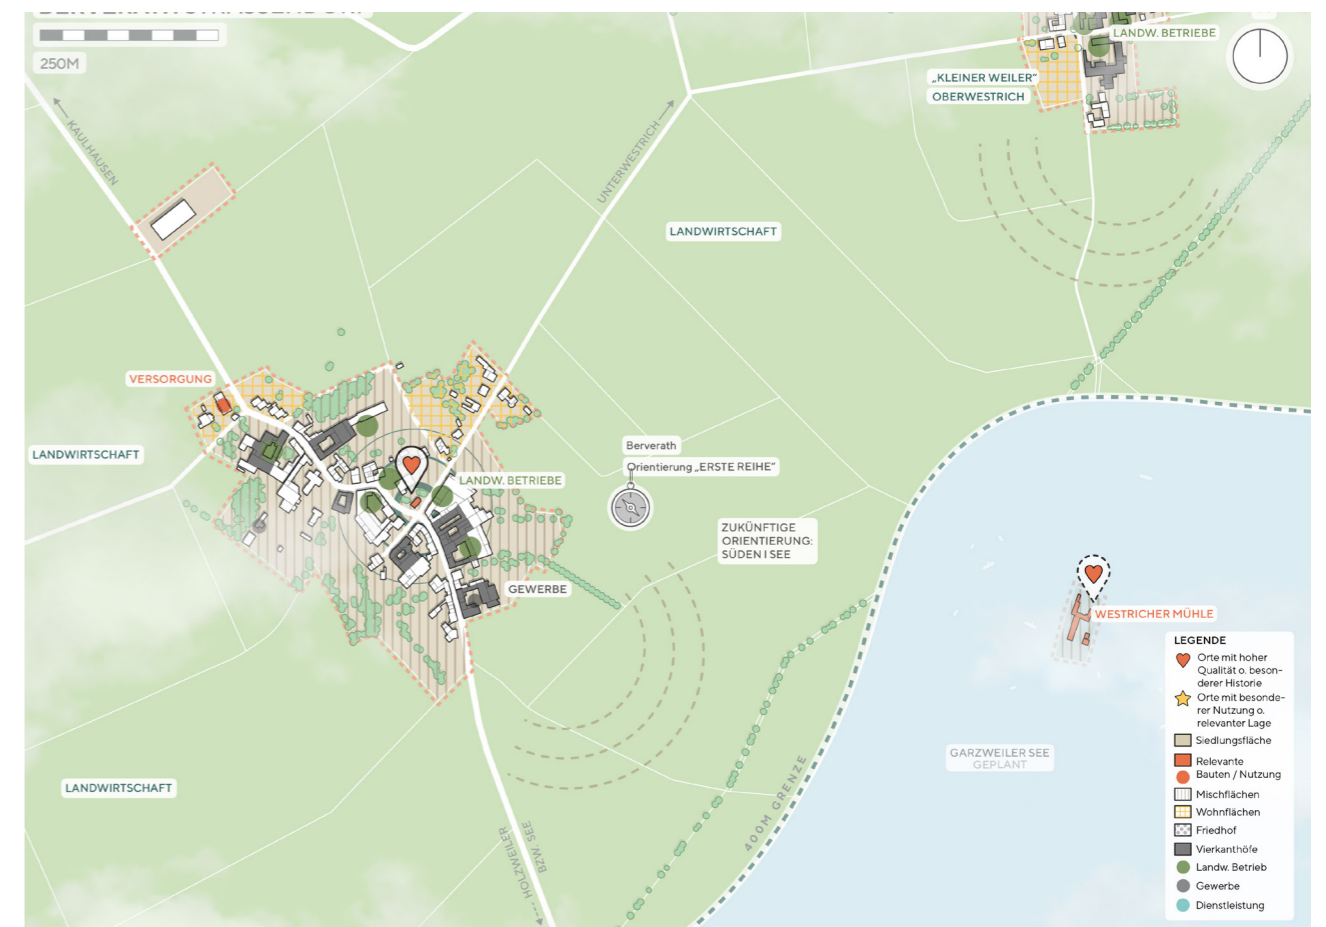 BERVERATH STRASSENDORF
250M
KAULHAUSEN
UNTERWESTRICH
LANDW. BETRIEBE
„KLEINER WEILER“
OBERWESTRICH
LANDWIRTSCHAFT
VERSORGUNG
LANDWIRTSCHAFT
LANDW. BETRIEBE
Berverath
Orientierung „ERSTE REIHE“
ZUKÜNFTIGE
ORIENTIERUNG:
SÜDEN I SEE
GEWERBE
WESTRICHER MÜHLE
GARZWEILER SEE
GEPLANT
400M GRENZE
LANDWIRTSCHAFT
HOLZWEILER
BZW. SEE
LEGENDE
Orte mit hoher
Qualität o. beson-
derer Historie
Orte mit besonde-
rer Nutzung o.
relevanter Lage
Siedlungsfläche
Relevante
Bauten / Nutzung
Mischflächen
Wohnflächen
Friedhof
Vierkanthöfe
Landw. Betrieb
Gewerbe
Dienstleistung